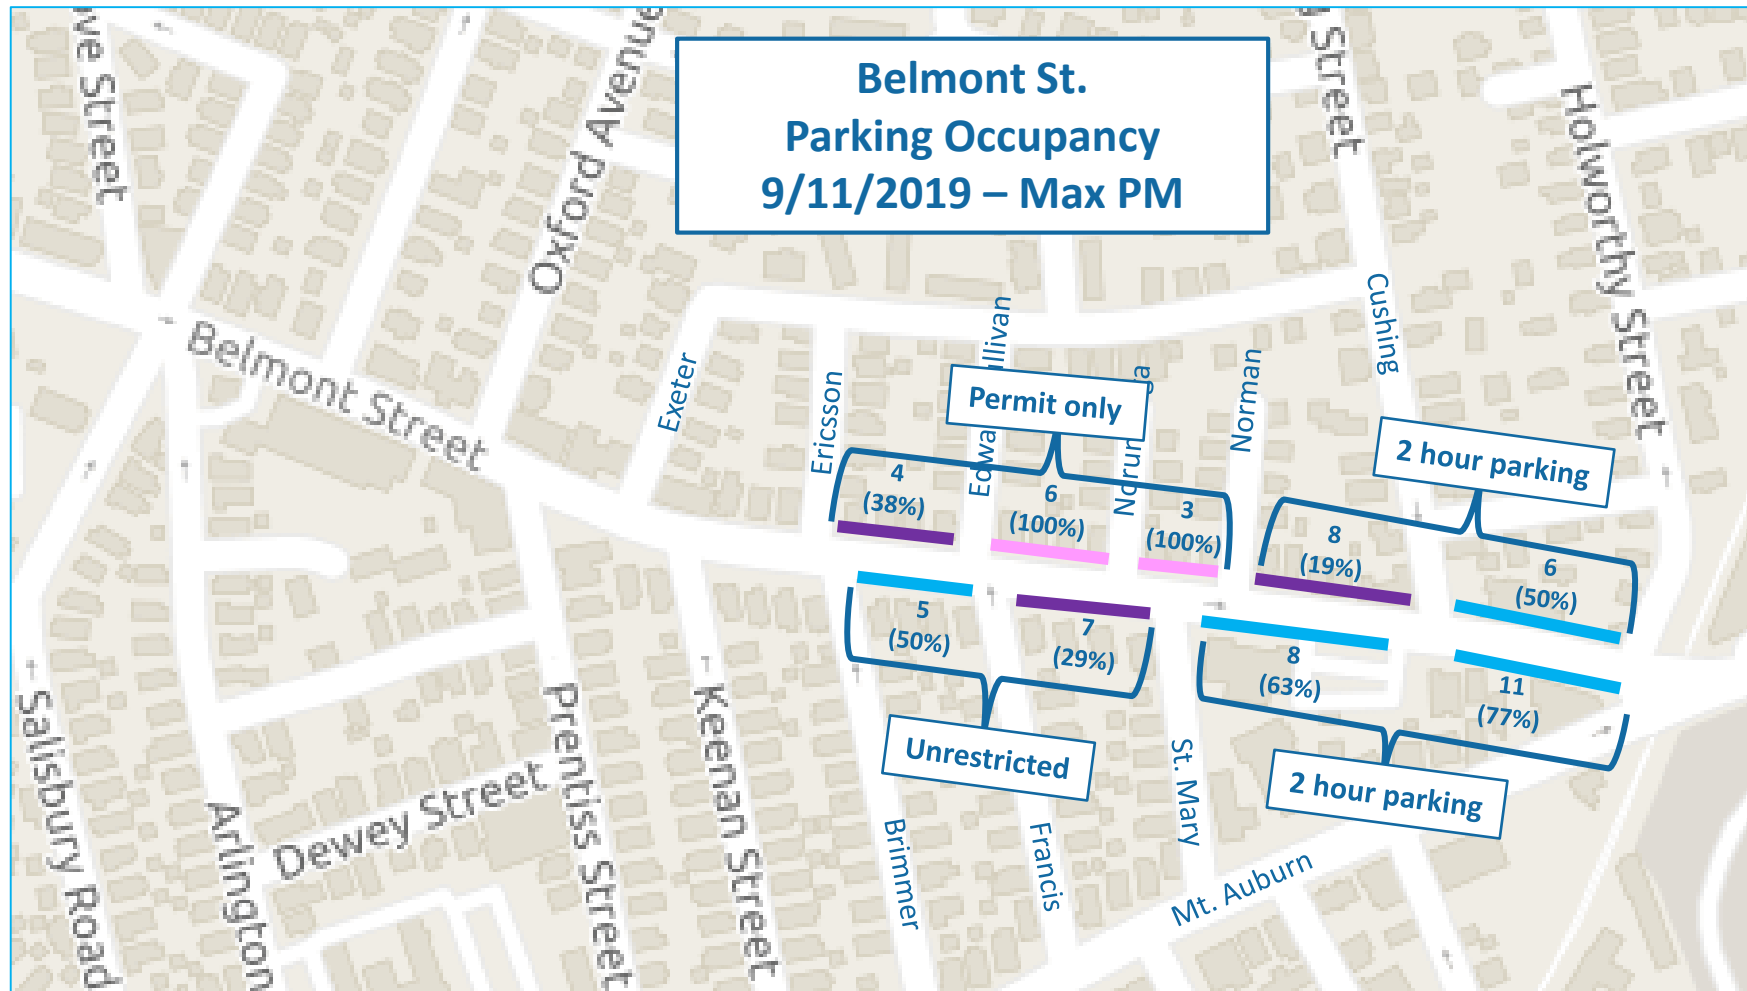 Belmont St.
Parking Occupancy
9/11/2019 – Max PM
Oxford Avenue
Holworthy Street
Street
Street
Belmont Street
Exeter
Ericsson
Norman
Cushing
Permit only
4
(38%)
6
(100%)
3
(100%)
2 hour parking
8
(19%)
6
(50%)
5
(50%)
7
(29%)
Unrestricted
8
(63%)
11
(77%)
2 hour parking
Salisbury Road
Arlington
Dewey Street
Prentiss Street
Keenan Street
Brimmer
Francis
St. Mary
Mt. Auburn